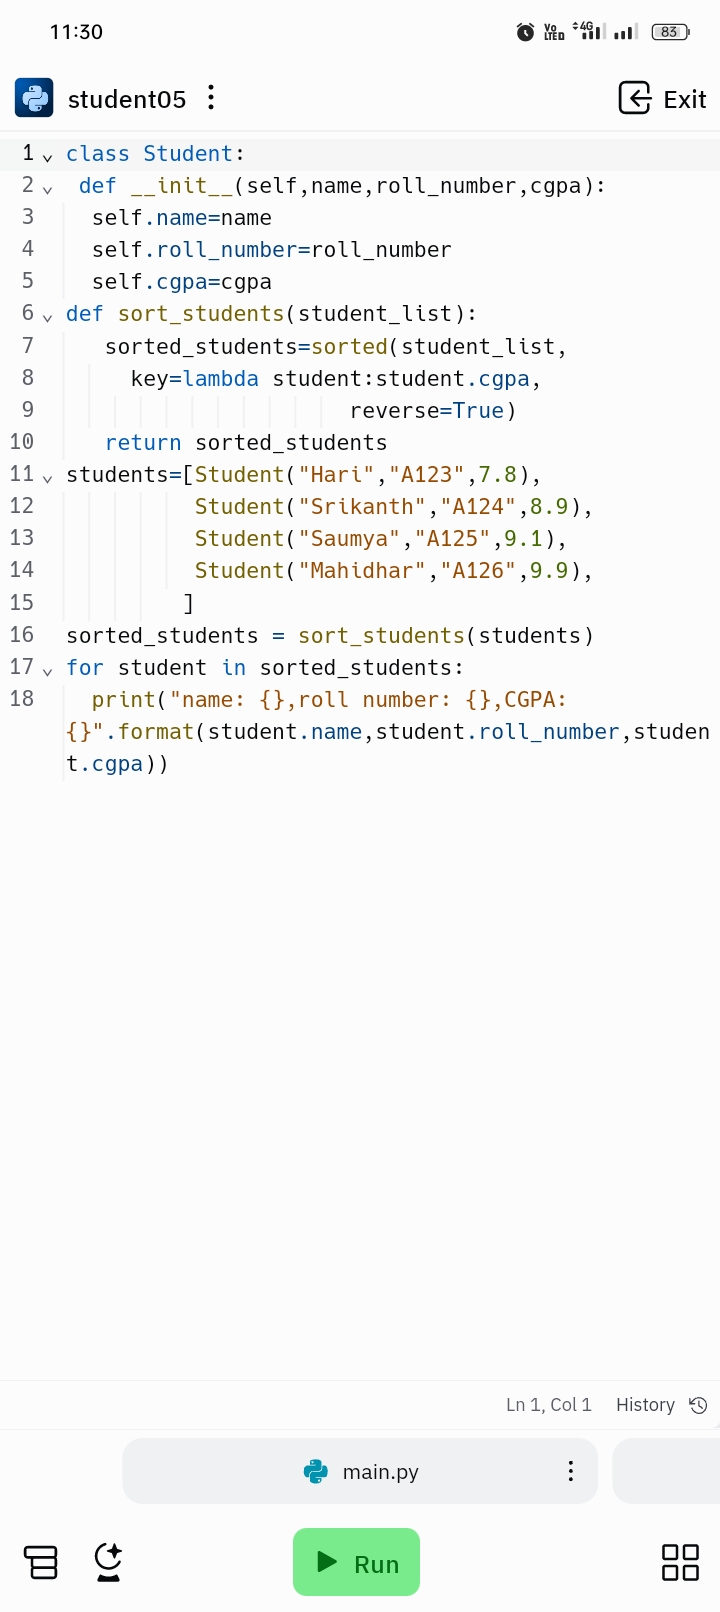 11:30
Vo LTE 4G 83
student05 Exit
1 class Student:
2  def __init__(self,name,roll_number,cgpa):
3   self.name=name
4   self.roll_number=roll_number
5   self.cgpa=cgpa
6 def sort_students(student_list):
7    sorted_students=sorted(student_list,
8      key=lambda student:student.cgpa,
9                       reverse=True)
10    return sorted_students
11 students=[Student("Hari","A123",7.8),
12           Student("Srikanth","A124",8.9),
13           Student("Saumya","A125",9.1),
14           Student("Mahidhar","A126",9.9),
15          ]
16 sorted_students = sort_students(students)
17 for student in sorted_students:
18   print("name: {},roll number: {},CGPA:
{}".format(student.name,student.roll_number,studen
t.cgpa))
Ln 1, Col 1 History
main.py
Run